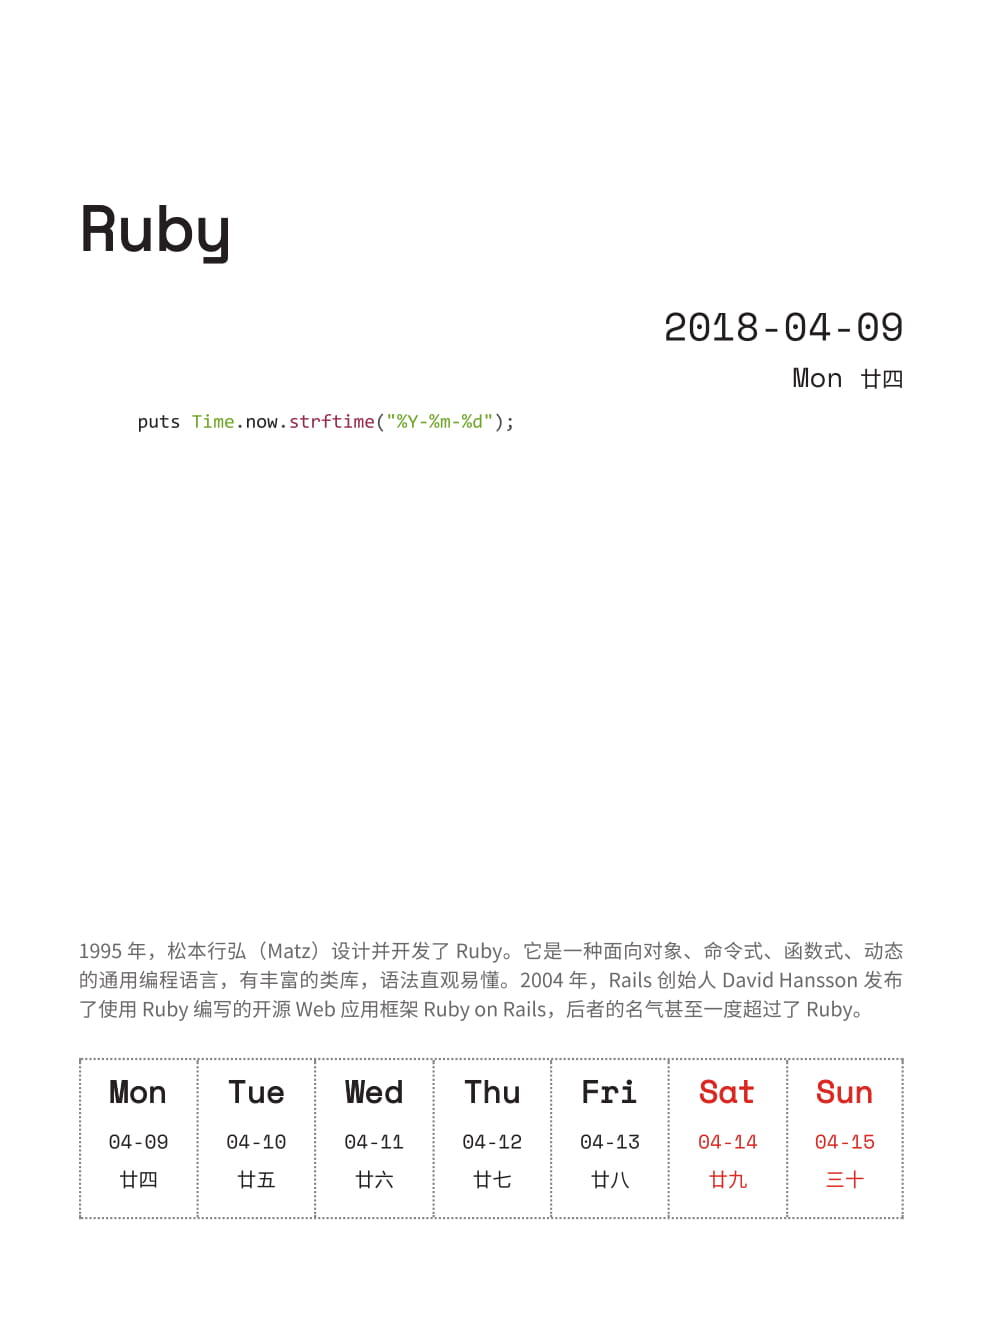 Ruby
2018-04-09
Mon 廿四
puts Time.now.strftime("%Y-%m-%d");
1995 年，松本行弘（Matz）设计并开发了 Ruby。它是一种面向对象、命令式、函数式、动态
的通用编程语言，有丰富的类库，语法直观易懂。2004 年，Rails 创始人 David Hansson 发布
了使用 Ruby 编写的开源 Web 应用框架 Ruby on Rails，后者的名气甚至一度超过了 Ruby。
Mon Tue Wed Thu Fri Sat Sun
04-09 04-10 04-11 04-12 04-13 04-14 04-15
廿四 廿五 廿六 廿七 廿八 廿九 三十